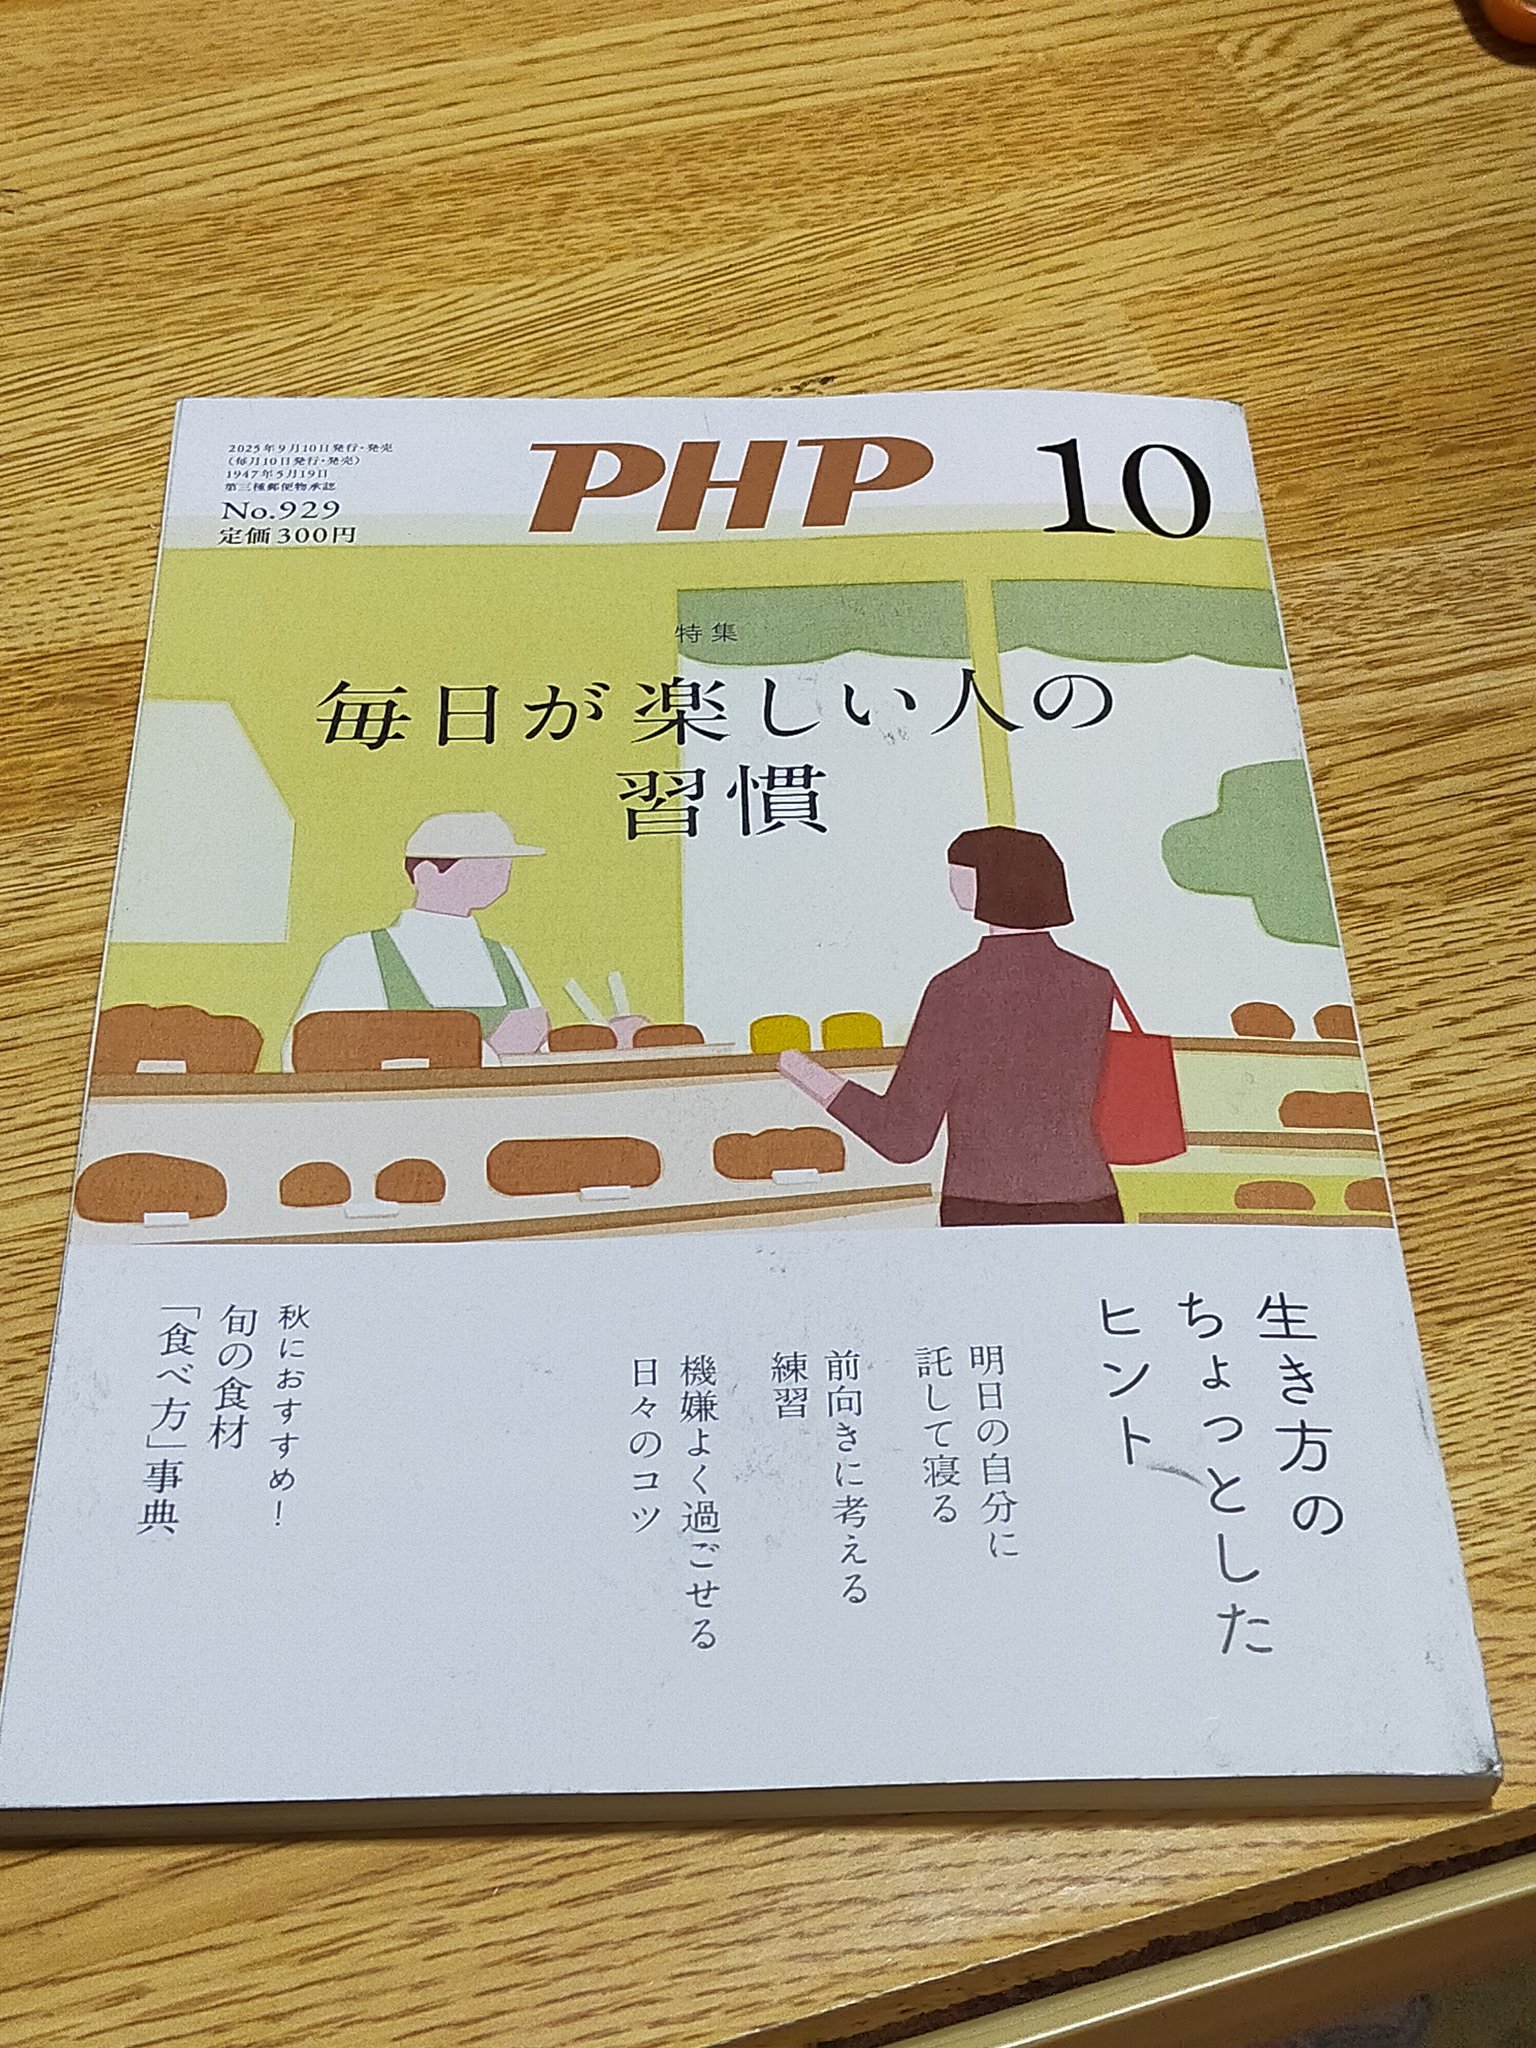 2025年9月10日発行・発売
(毎月10日発行・発売)
1947年5月19日
第三種郵便物承認
No.929
定価300円
PHP
10
特集
毎日が楽しい人の
習慣
生き方の
ちょっとした
ヒント
明日の自分に
託して寝る
前向きに考える
練習
機嫌よく過ごせる
日々のコツ
秋におすすめ!
旬の食材
「食べ方」事典